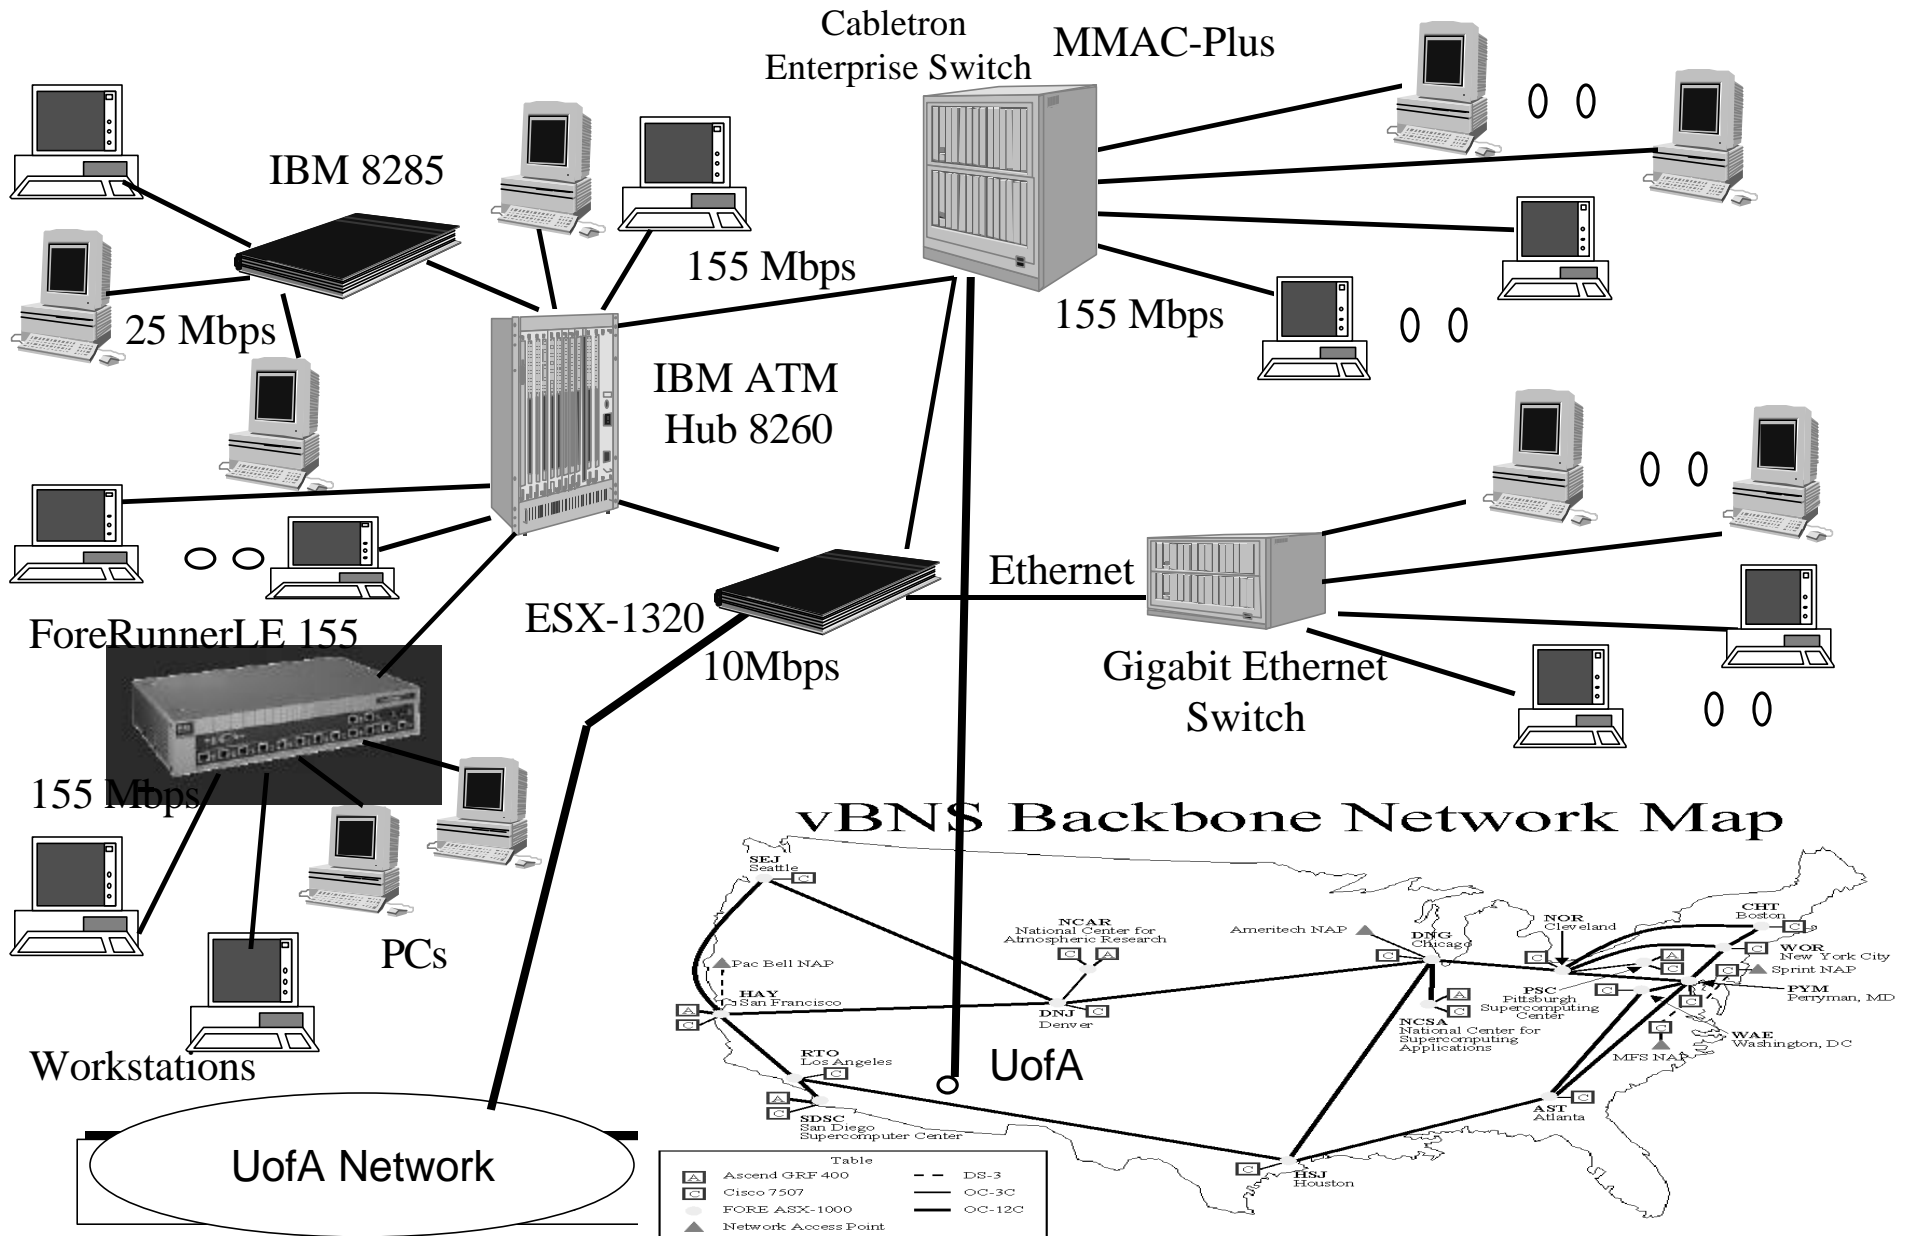 Cabletron
Enterprise Switch
MMAC-Plus
IBM 8285
155 Mbps
25 Mbps
155 Mbps
IBM ATM
Hub 8260
Ethernet
ESX-1320
10Mbps
Gigabit Ethernet
Switch
ForeRunnerLE 155
155 Mbps
PCs
Workstations
UofA Network
vBNS Backbone Network Map
SEJ
Seattle
NCAR
National Center for
Atmospheric Research
C
C
A
Ameritech NAP
DNG
Chicago
C
NOR
Cleveland
C
CHT
Boston
C
WOR
New York City
C
A
C
C
Sprint NAP
Pac Bell NAP
HAY
San Francisco
A
C
DNJ
Denver
C
A
C
NCSA
National Center for
Supercomputing
Applications
C
PSC
Pittsburgh
Supercomputing
Center
C
PYM
Perryman, MD
C
MFS NAP
WAE
Washington, DC
RTO
Los Angeles
C
UofA
A
C
SDSC
San Diego
Supercomputer Center
AST
Atlanta
C
C
HSJ
Houston
Table
A Ascend GRF 400
C Cisco 7507
FORE ASX-1000
Network Access Point
DS-3
OC-3C
OC-12C